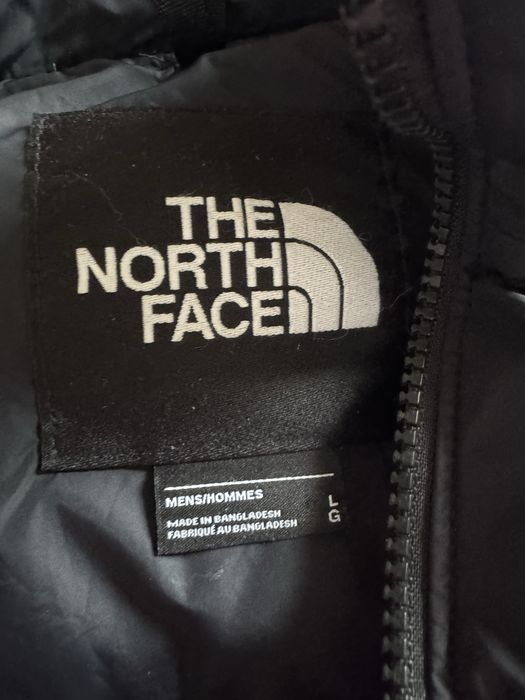 THE
NORTH
FACE
MENS/HOMMES
MADE IN BANGLADESH
FABRIQUÉ AU BANGLADESH
L
G